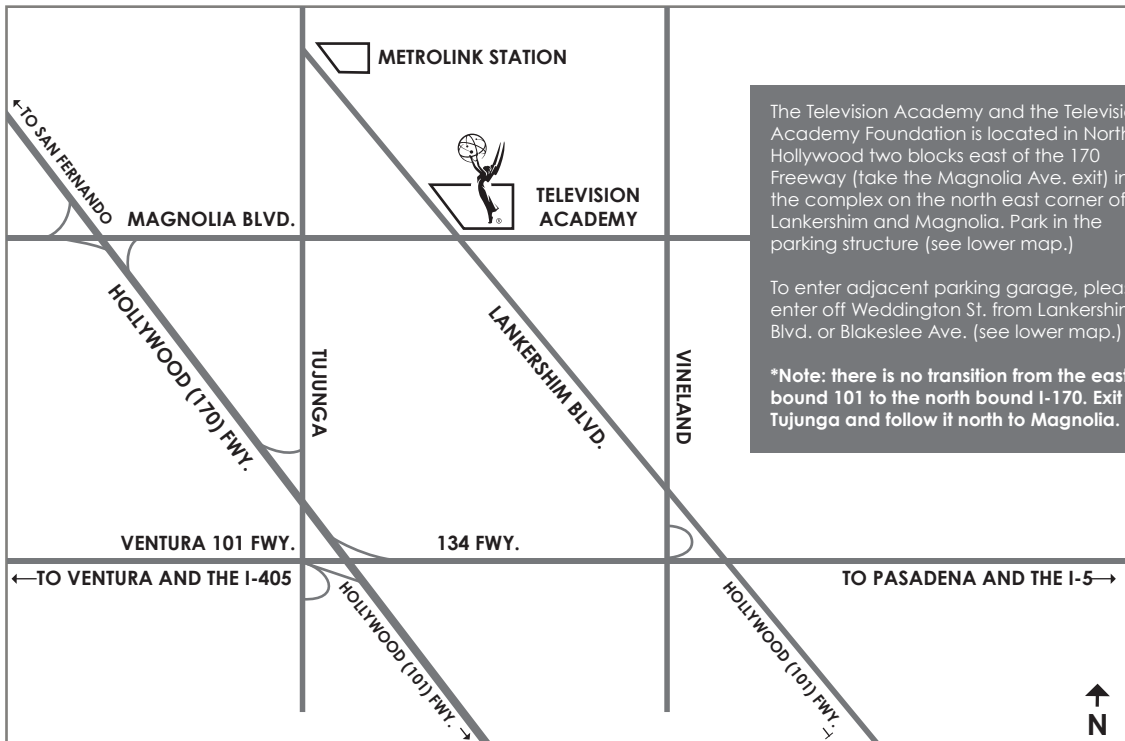 METROLINK STATION
←TO SAN FERNANDO
MAGNOLIA BLVD.
TELEVISION
ACADEMY
®
HOLLYWOOD (170) FWY.
TUJUNGA
LANKERSHIM BLVD.
VINELAND
The Television Academy and the Televisi
Academy Foundation is located in North
Hollywood two blocks east of the 170
Freeway (take the Magnolia Ave. exit) in
the complex on the north east corner of
Lankershim and Magnolia. Park in the
parking structure (see lower map.)
To enter adjacent parking garage, plea
enter off Weddington St. from Lankershim
Blvd. or Blakeslee Ave. (see lower map.)
*Note: there is no transition from the east
bound 101 to the north bound I-170. Exit
Tujunga and follow it north to Magnolia.
VENTURA 101 FWY.
134 FWY.
←TO VENTURA AND THE I-405
TO PASADENA AND THE I-5→
HOLLYWOOD (101) FWY. →
HOLLYWOOD (101) FWY.
N